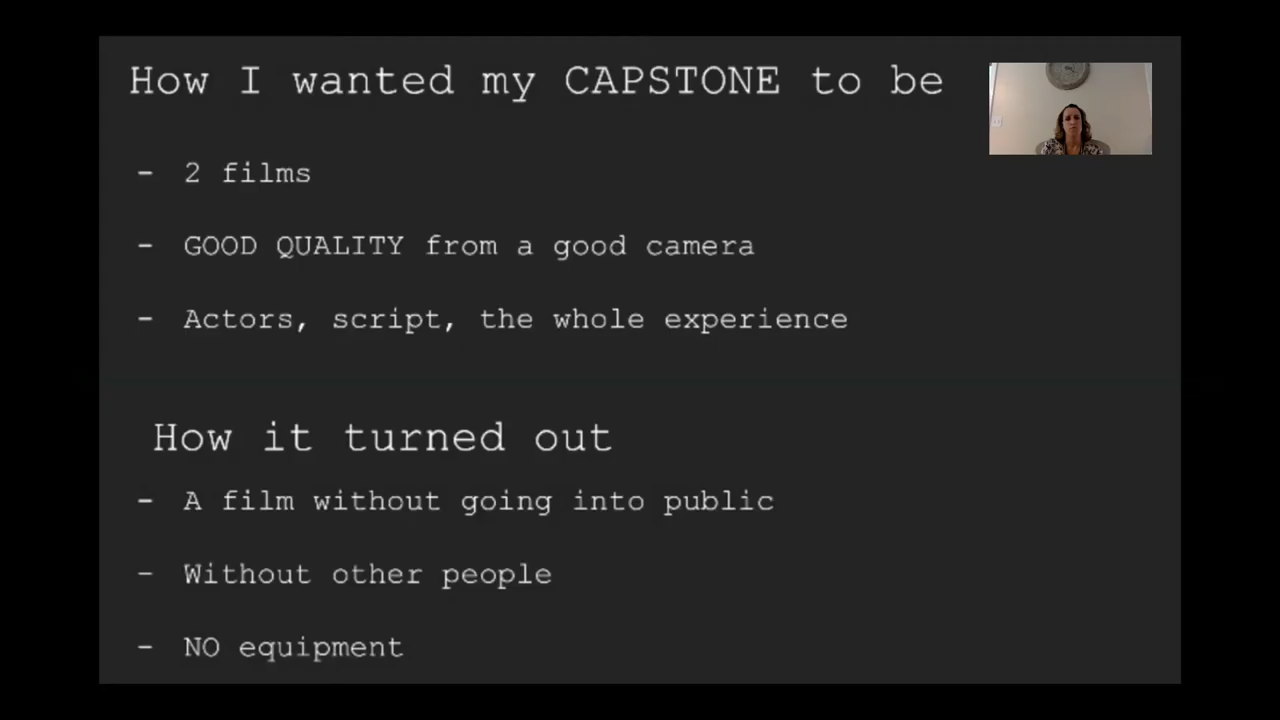 How I wanted my CAPSTONE to be
- 2 films
- GOOD QUALITY from a good camera
- Actors, script, the whole experience
How it turned out
- A film without going into public
- Without other people
- NO equipment